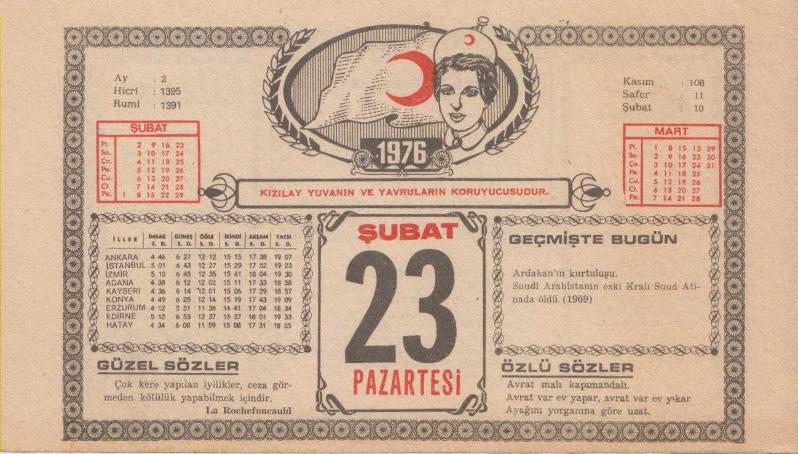 Ay : 2
Hicri : 1395
Rumi : 1391
1976
Kasım : 108
Safer : 11
Şubat : 10
KIZILAY YUVANIN VE YAVRULARIN KORUYUCUSUDUR.
ŞUBAT
Pt. 2 9 16 23
Sa. 3 10 17 24
Ça. 4 11 18 25
Pe. 5 12 19 26
Cu. 6 13 20 27
Ct. 7 14 21 28
Pa. 1 8 15 22 29
MART
Pt. 1 8 15 22 29
Sa. 2 9 16 23 30
Ça. 3 10 17 24 31
Pe. 4 11 18 25
Cu. 5 12 19 26
Ct. 6 13 20 27
Pa. 7 14 21 28
İLLER İMSAK GÜNEŞ ÖĞLE İKİNDİ AKŞAM YATSI
S. D. S. D. S. D. S. D. S. D. S. D.
ANKARA 4 46 6 27 12 12 15 15 17 38 19 07
İSTANBUL 5 01 6 43 12 27 15 29 17 52 19 23
İZMİR 5 10 6 45 12 35 15 41 18 04 19 30
ADANA 4 38 6 12 12 02 15 11 17 33 18 58
KAYSERİ 4 36 6 14 12 01 15 06 17 29 18 57
KONYA 4 49 6 25 12 14 15 19 17 43 19 09
ERZURUM 4 12 5 51 11 38 14 41 17 04 18 34
EDİRNE 5 12 6 53 12 37 15 37 18 01 19 33
HATAY 4 34 6 08 11 59 15 08 17 31 18 55
GÜZEL SÖZLER
Çok kere yapılan iyilikler, ceza gör-
meden kötülük yapabilmek içindir.
La Rochefoncauld
ŞUBAT
23
PAZARTESİ
GEÇMİŞTE BUGÜN
Ardahan'ın kurtuluşu.
Suudî Arabistanın eski Kralı Suud Ati-
nada öldü (1969)
ÖZLÜ SÖZLER
Avrat malı kapımandalı.
Avrat var ev yapar, avrat var ev yıkar
Ayağını yorganına göre uzat.